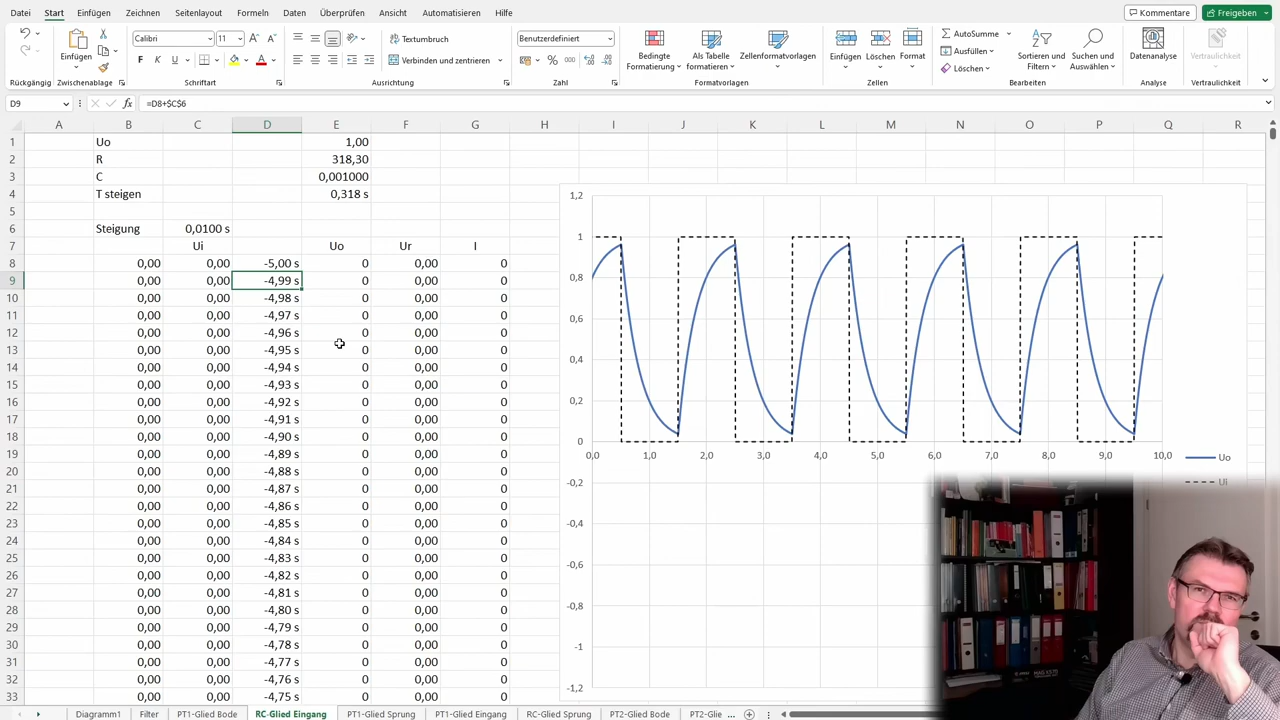 Datei Start Einfügen Zeichnen Seitenlayout Formeln Daten Überprüfen Ansicht Automatisieren Hilfe Kommentare Freigeben
Einfügen Calibri 11 Textumbruch Benutzerdefiniert Bedingte Formatierung Als Tabelle formatieren Zellenformatvorlagen Einfügen Löschen Format AutoSumme Sortieren und Filtern Suchen und Auswählen Datenanalyse Vertraulichkeit
F K U A Verbinden und zentrieren % 000 Ausfüllen
Löschen
Rückgängig Zwischenablage Schriftart Ausrichtung Zahl Formatvorlagen Zellen Bearbeiten Analyse Vertraulichkeit
D9 fx =D8+$C$6
A B C D E F G H I J K L M N O P Q R
1 Uo 1,00
2 R 318,30
3 C 0,001000
4 T steigen 0,318 s
5
6 Steigung 0,0100 s
7 Ui Uo Ur I
8 0,00 0,00 -5,00 s 0 0,00 0
9 0,00 0,00 -4,99 s 0 0,00 0
10 0,00 0,00 -4,98 s 0 0,00 0
11 0,00 0,00 -4,97 s 0 0,00 0
12 0,00 0,00 -4,96 s 0 0,00 0
13 0,00 0,00 -4,95 s 0 0,00 0
14 0,00 0,00 -4,94 s 0 0,00 0
15 0,00 0,00 -4,93 s 0 0,00 0
16 0,00 0,00 -4,92 s 0 0,00 0
17 0,00 0,00 -4,91 s 0 0,00 0
18 0,00 0,00 -4,90 s 0 0,00 0
19 0,00 0,00 -4,89 s 0 0,00 0
20 0,00 0,00 -4,88 s 0 0,00 0
21 0,00 0,00 -4,87 s 0 0,00 0
22 0,00 0,00 -4,86 s 0 0,00 0
23 0,00 0,00 -4,85 s 0 0,00 0
24 0,00 0,00 -4,84 s 0 0,00 0
25 0,00 0,00 -4,83 s 0 0,00 0
26 0,00 0,00 -4,82 s 0 0,00 0
27 0,00 0,00 -4,81 s 0 0,00 0
28 0,00 0,00 -4,80 s 0 0,00 0
29 0,00 0,00 -4,79 s 0 0,00 0
30 0,00 0,00 -4,78 s 0 0,00 0
31 0,00 0,00 -4,77 s 0 0,00 0
32 0,00 0,00 -4,76 s 0 0,00 0
33 0,00 0,00 -4,75 s 0 0,00 0
1,2
1
0,8
0,6
0,4
0,2
0
0,0 1,0 2,0 3,0 4,0 5,0 6,0 7,0 8,0 9,0 10,0
-0,2
-0,4
-0,6
-0,8
-1
-1,2
Uo
Ui
Diagramm1 Filter RC-Glied Eingang PT1-Glied Sprung PT1-Glied Eingang RC-Glied Sprung PT2-Glied Bode PT2-Glie ...